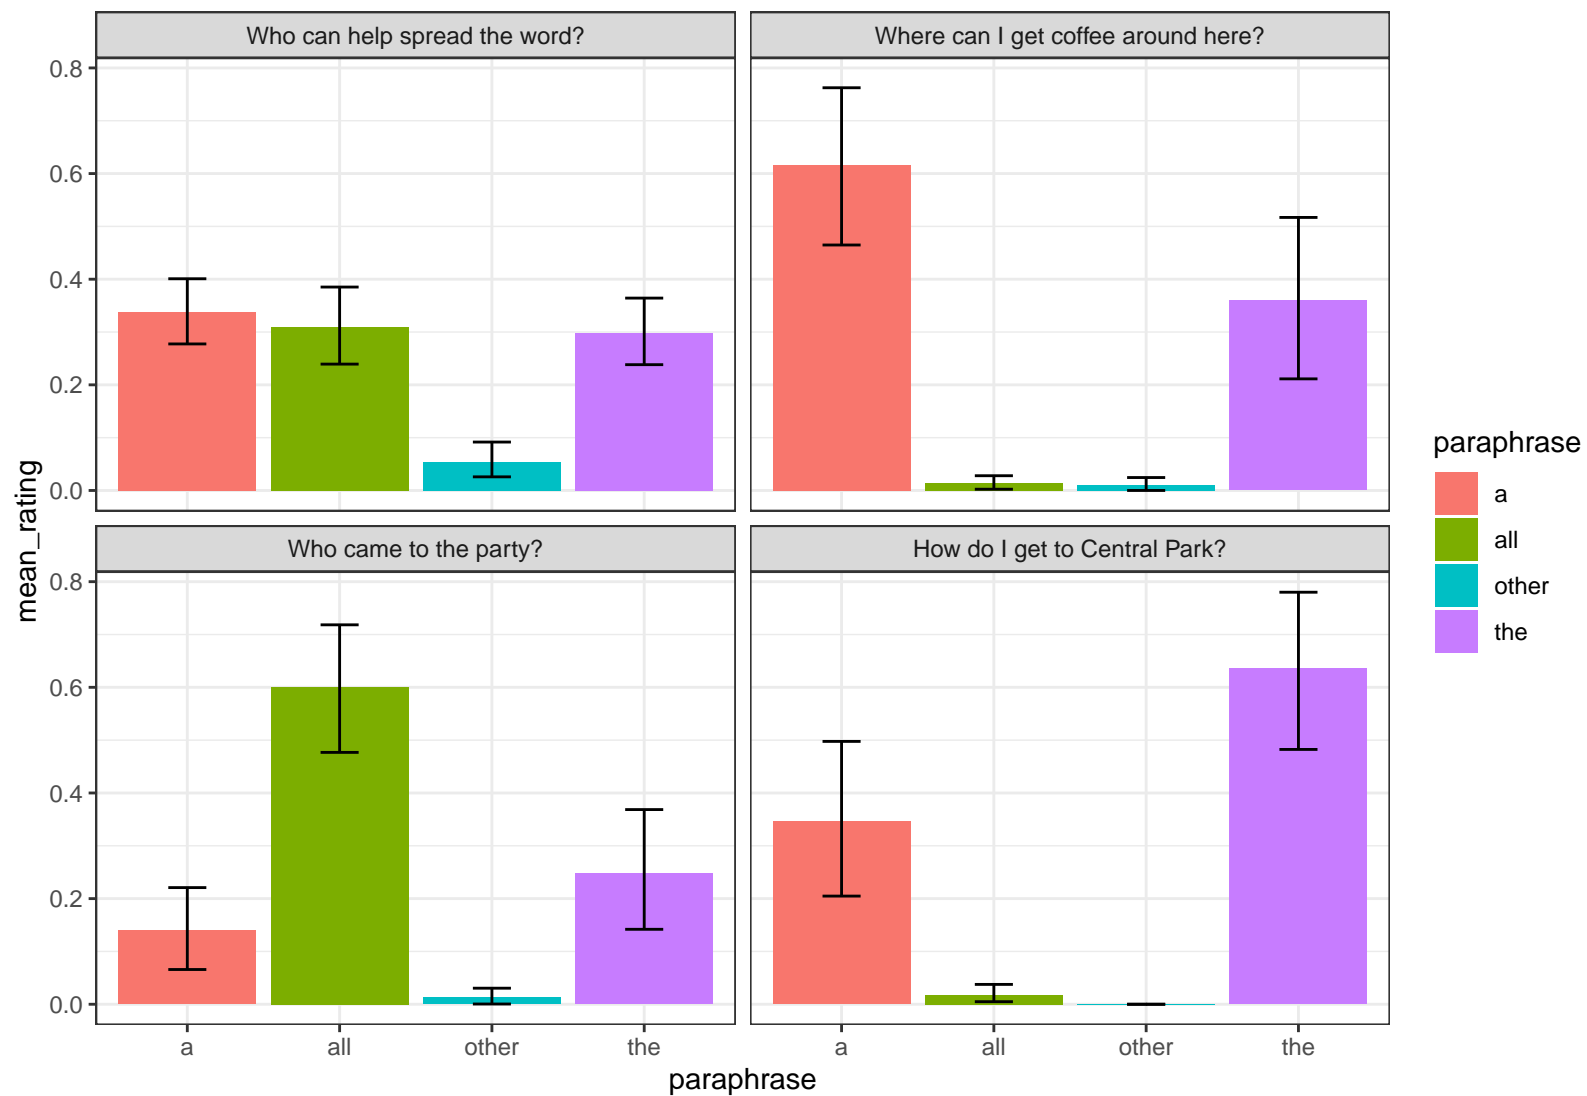 Who can help spread the word?
Where can I get coffee around here?
0.8
0.6
0.4
0.2
0.0
Who came to the party?
How do I get to Central Park?
0.8
0.6
0.4
0.2
0.0
a all other the
a all other the
paraphrase
mean_rating
paraphrase
a
all
other
the